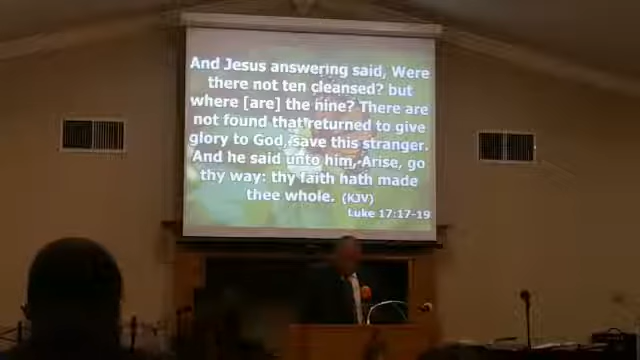 And Jesus answering said, Were
there not ten cleansed? but
where [are] the nine? There are
not found that returned to give
glory to God, save this stranger.
And he said unto him, Arise, go
thy way: thy faith hath made
thee whole. (KJV)
Luke 17:17-19